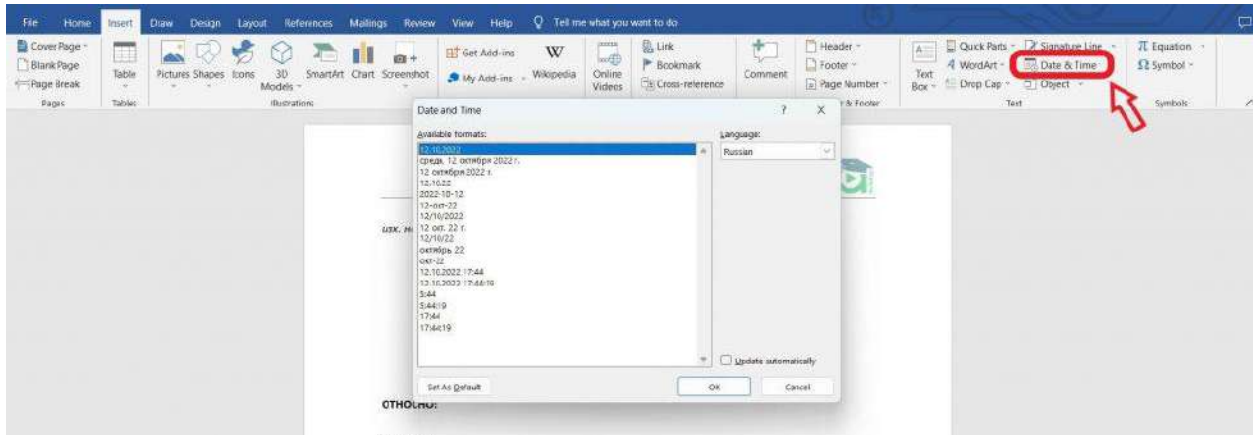 File Home Insert Draw Design Layout References Mailings Review View Help Tell me what you want to do
Cover Page
Blank Page
Page Break
Pages
Table
Tables
Pictures Shapes Icons 3D Models SmartArt Chart Screenshot
Illustrations
Get Add-ins
My Add-ins
W
Wikipedia
Online Videos
Link
Bookmark
Cross-reference
Comment
Header
Footer
Page Number
& Footer
A
Text Box
Quick Parts
WordArt
Drop Cap
Signature Line
Date & Time
Object
Text
π Equation
Ω Symbol
Symbols
Date and Time ? X
Available formats:
12.10.2022
среда, 12 октября 2022 г.
12 октября 2022 г.
12.10.22
2022-10-12
12-окт-22
12/10/2022
12 окт. 22 г.
12/10/22
октябрь 22
окт-22
12.10.2022 17:44
12.10.2022 17:44:19
5:44
5:44:19
17:44
17:44:19
Language:
Russian
Update automatically
Set As Default
OK
Cancel
изх.
ОТНОСНО: